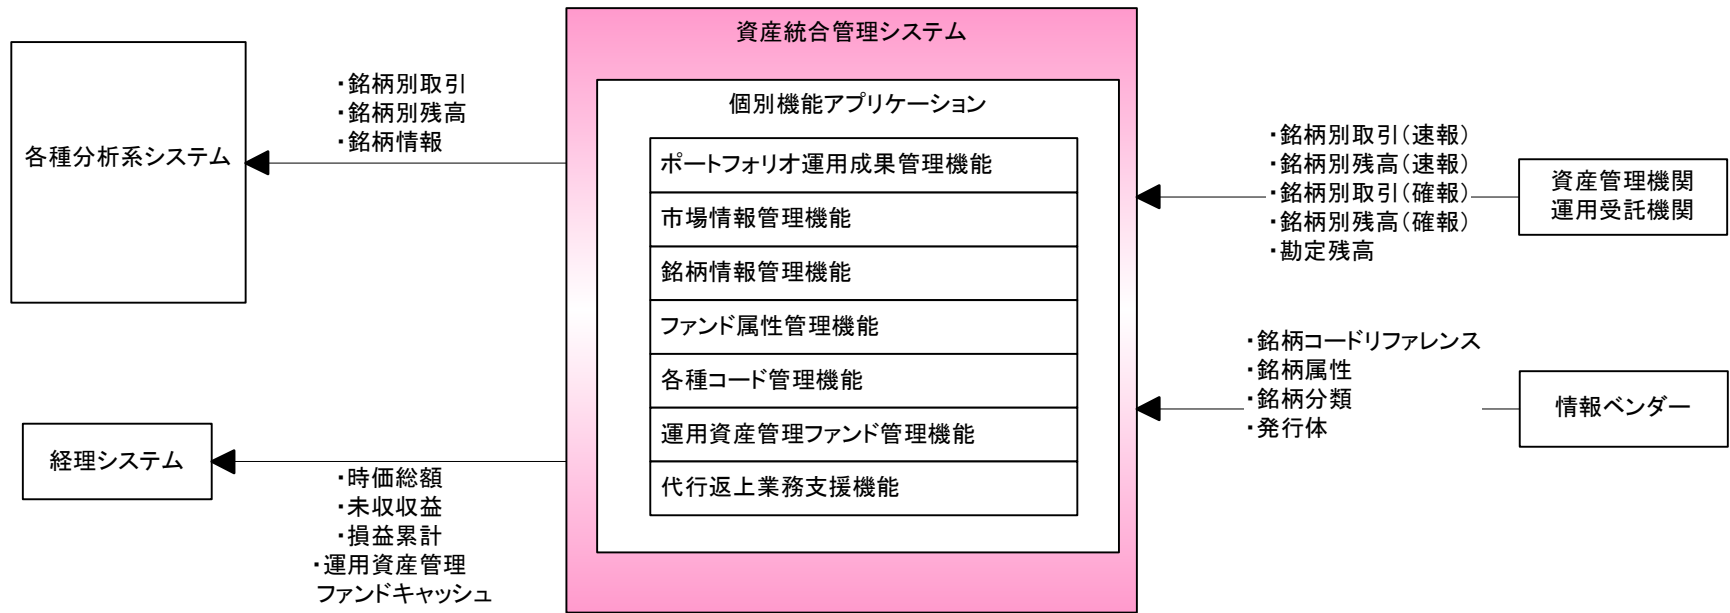 資産統合管理システム
個別機能アプリケーション
ポートフォリオ運用成果管理機能
市場情報管理機能
銘柄情報管理機能
ファンド属性管理機能
各種コード管理機能
運用資産管理ファンド管理機能
代行返上業務支援機能
各種分析系システム
・銘柄別取引
・銘柄別残高
・銘柄情報
経理システム
・時価総額
・未収収益
・損益累計
・運用資産管理
ファンドキャッシュ
・銘柄別取引(速報)
・銘柄別残高(速報)
・銘柄別取引(確報)
・銘柄別残高(確報)
・勘定残高
資産管理機関
運用受託機関
・銘柄コードリファレンス
・銘柄属性
・銘柄分類
・発行体
情報ベンダー